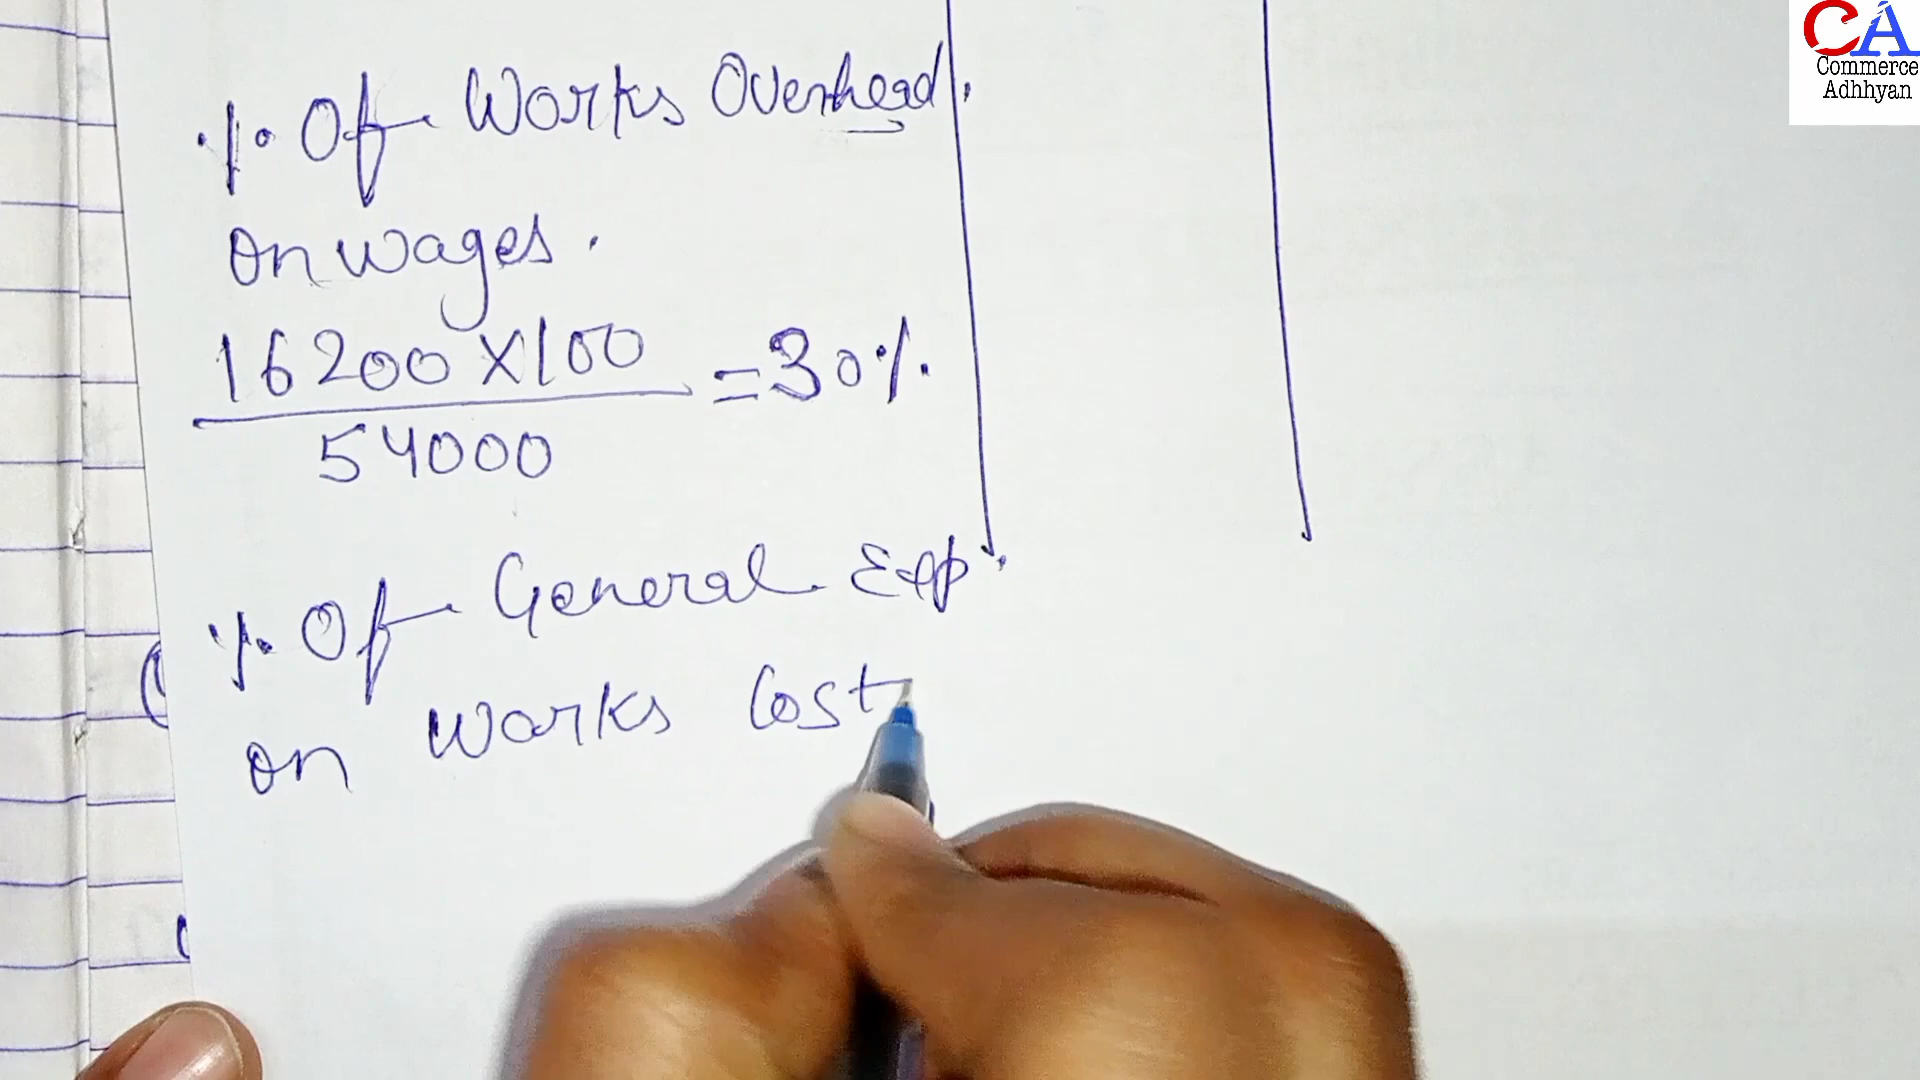 % Of Works Overhead.
on wages.
16200 X 100
= 30%.
54000
% Of General Exp.
on Works Cost
CA
Commerce
Adhhyan